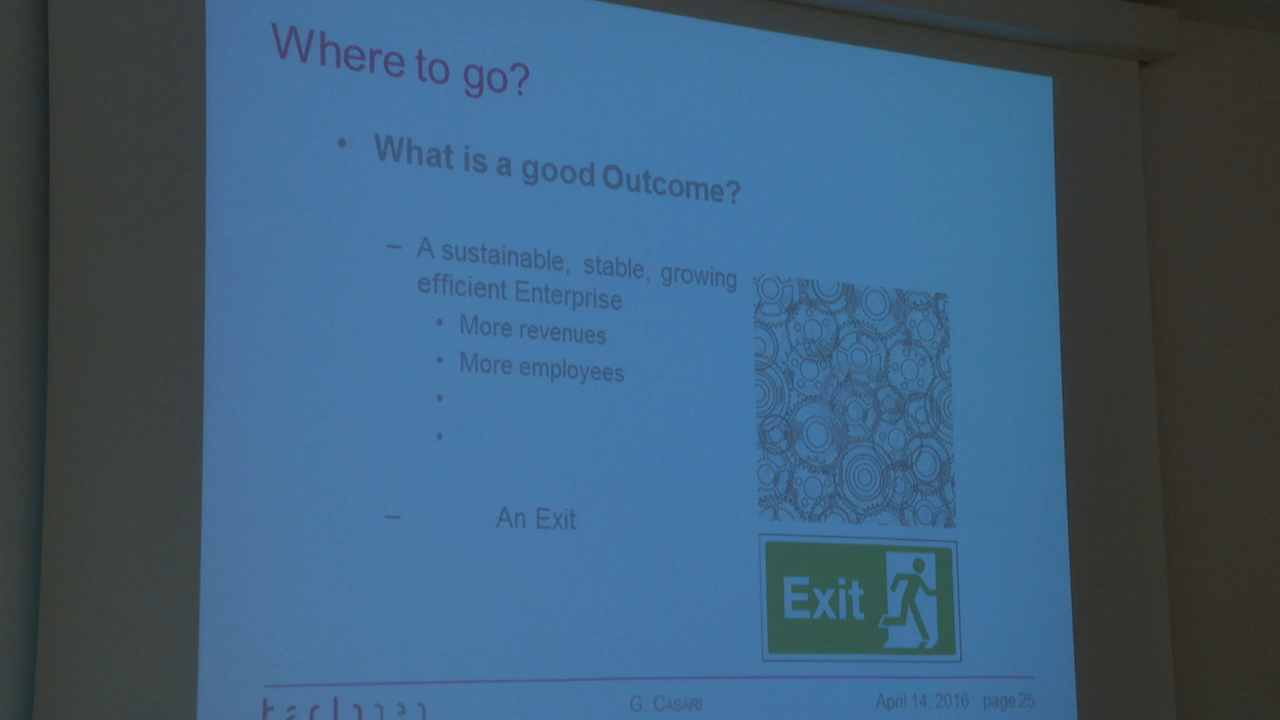 Where to go?
• What is a good Outcome?
– A sustainable, stable, growing
efficient Enterprise
• More revenues
• More employees
•
•
– An Exit
Exit
G. CASARI
April 14, 2016 page 25